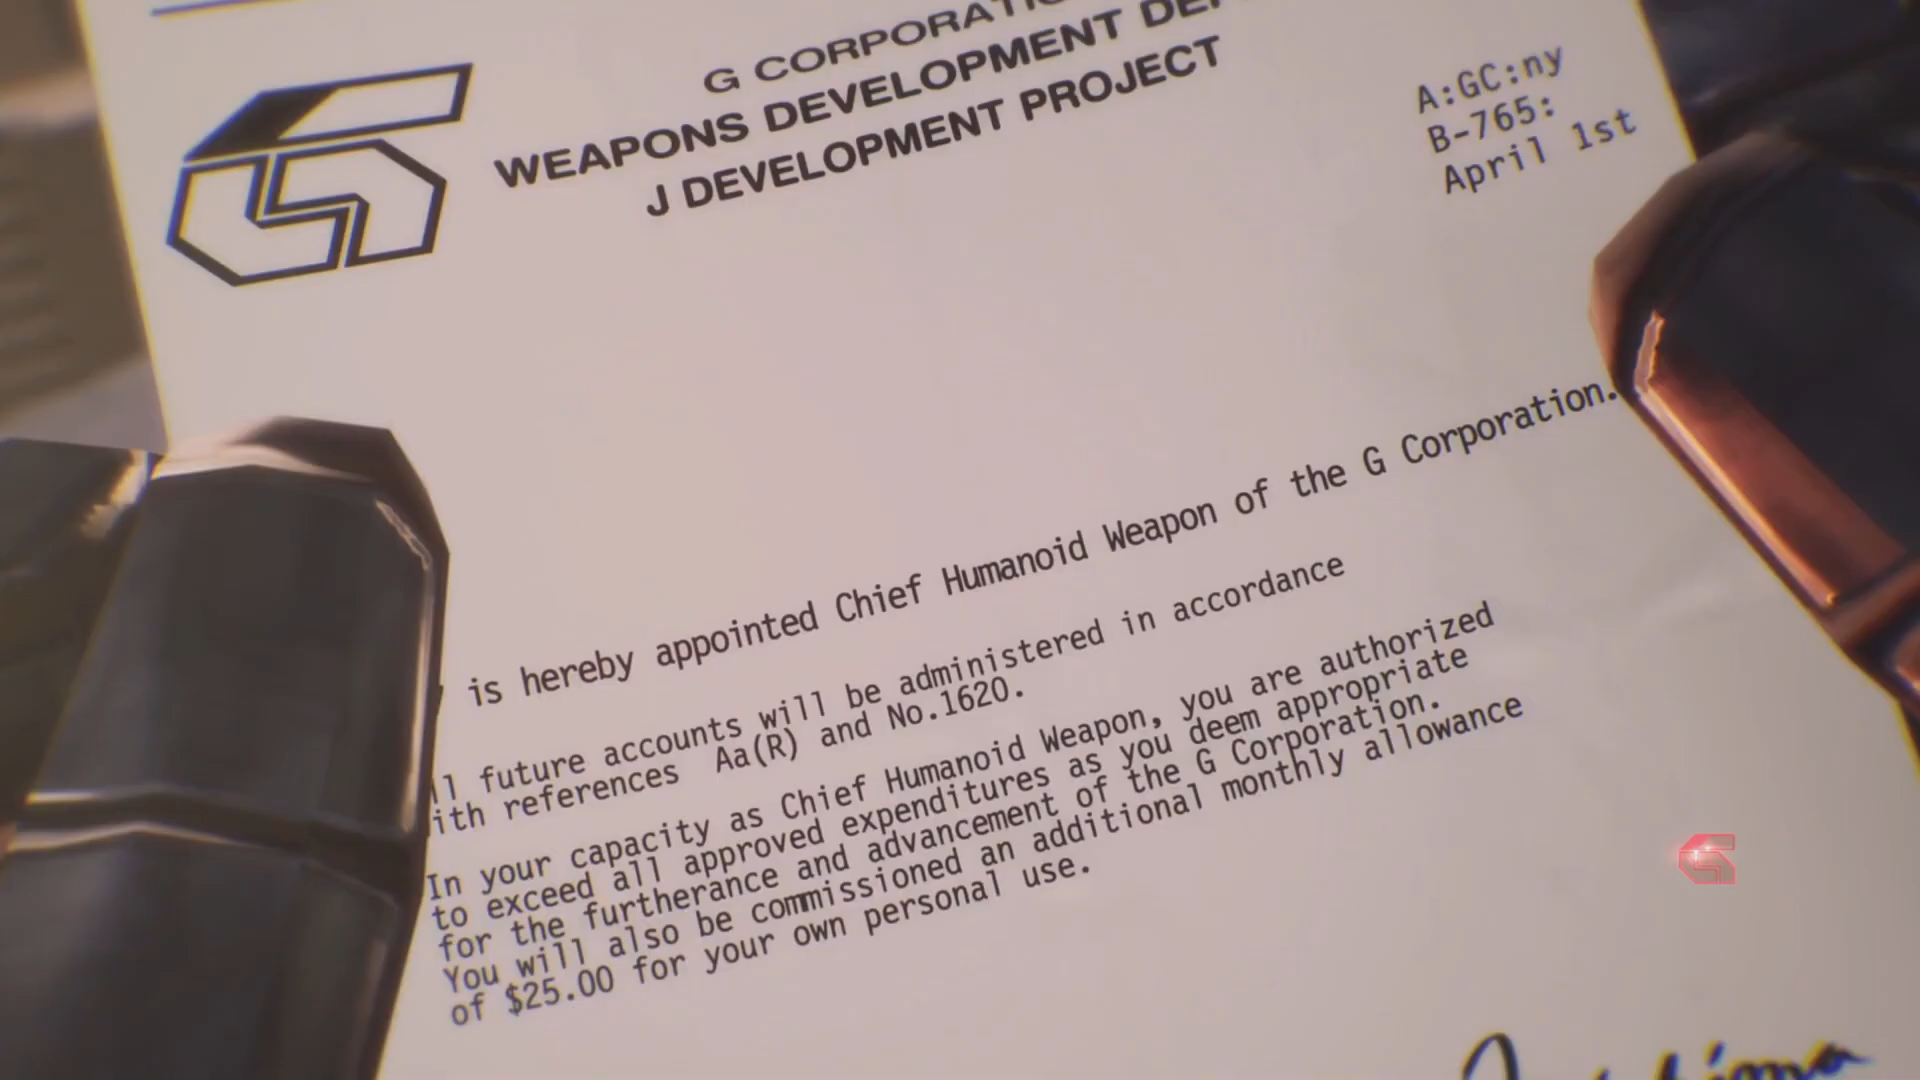 G CORPORATI
WEAPONS DEVELOPMENT DE
J DEVELOPMENT PROJECT
A:GC:ny
B-765:
April 1st
is hereby appointed Chief Humanoid Weapon of the G Corporation.
ll future accounts will be administered in accordance
ith references Aa(R) and No.1620.
In your capacity as Chief Humanoid Weapon, you are authorized
to exceed all approved expenditures as you deem appropriate
for the furtherance and advancement of the G Corporation.
You will also be commissioned an additional monthly allowance
of $25.00 for your own personal use.